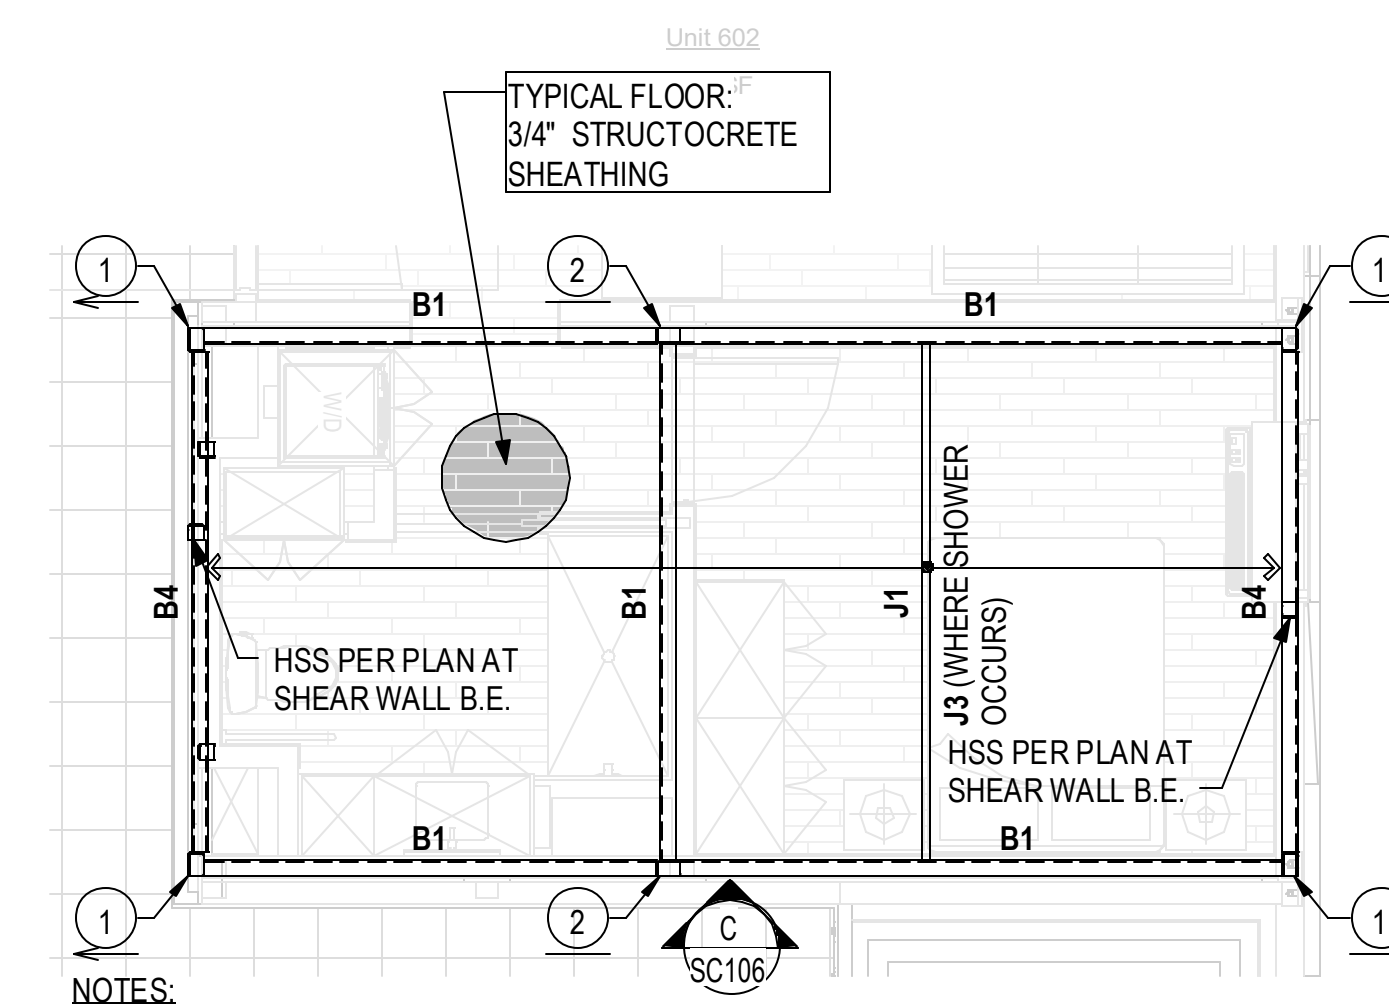 Unit 602
SF
TYPICAL FLOOR:
3/4" STRUCTOCRETE
SHEATHING
1
2
1
B1
B1
W/D
B4
B1
J1
J3 (WHERE SHOWER
OCCURS)
B4
HSS PER PLAN AT
SHEAR WALL B.E.
HSS PER PLAN AT
SHEAR WALL B.E.
B1
B1
1
2
1
C
SC106
NOTES: